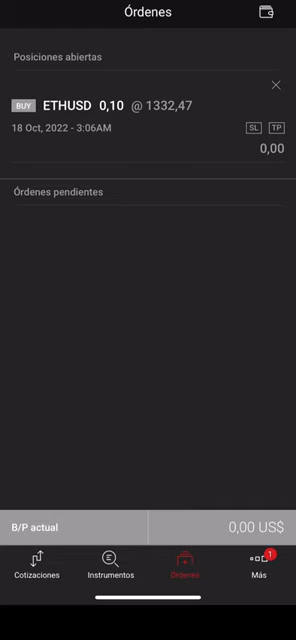 Órdenes
Posiciones abiertas
BUY ETHUSD 0,10 @ 1332,47
18 Oct, 2022 - 3:06AM SL TP
0,00
Órdenes pendientes
B/P actual 0,00 US$
1
Cotizaciones Instrumentos Órdenes Más